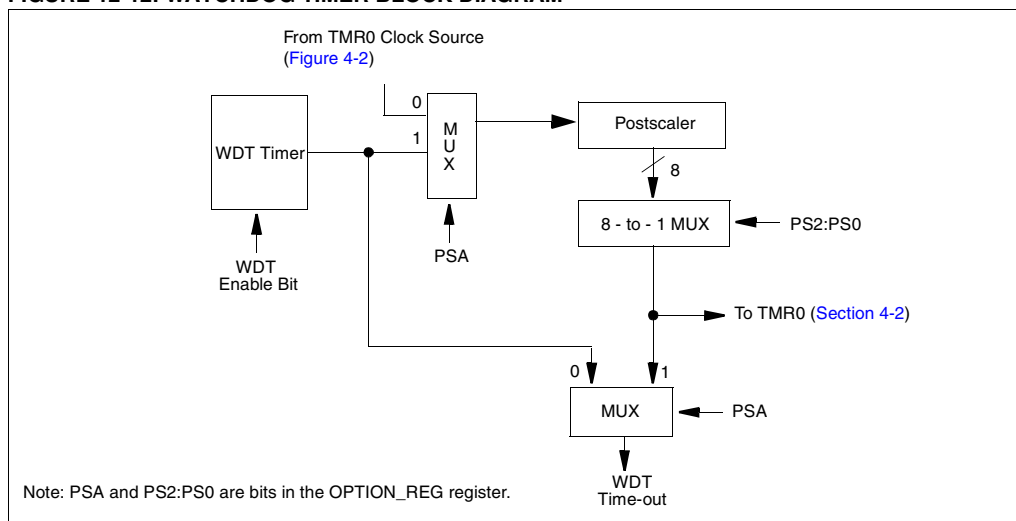 From TMR0 Clock Source
(Figure 4-2)
0
1
M
U
X
WDT Timer
Postscaler
8
8 - to - 1 MUX
PS2:PS0
PSA
WDT
Enable Bit
To TMR0 (Section 4-2)
0
1
MUX
PSA
WDT
Time-out
Note: PSA and PS2:PS0 are bits in the OPTION_REG register.